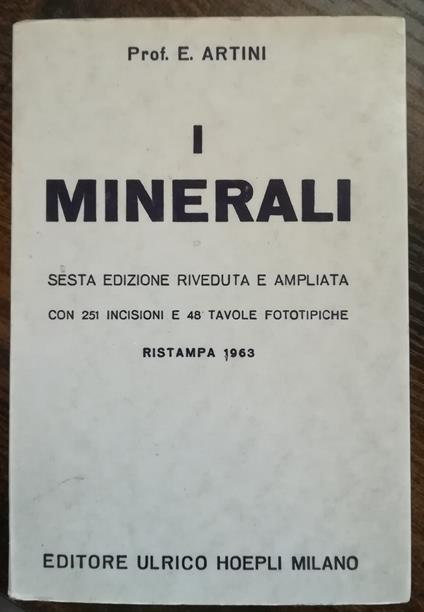 Prof. E. ARTINI
I
MINERALI
SESTA EDIZIONE RIVEDUTA E AMPLIATA
CON 251 INCISIONI E 48 TAVOLE FOTOTIPICHE
RISTAMPA 1963
EDITORE ULRICO HOEPLI MILANO